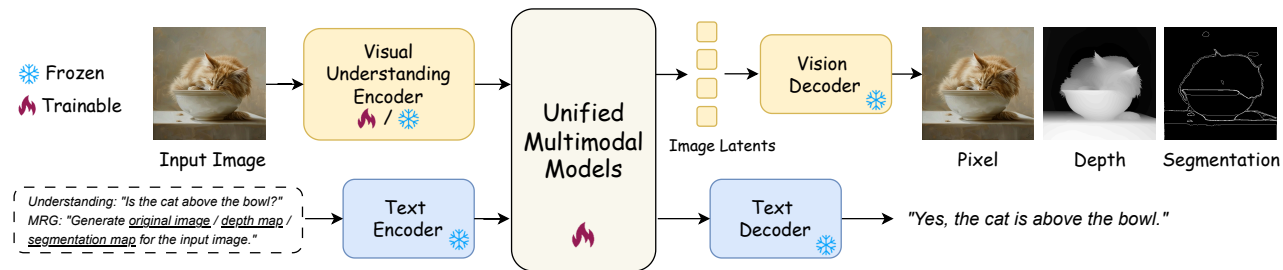 Frozen
Trainable
Input Image
Visual
Understanding
Encoder
/
Unified
Multimodal
Models
Image Latents
Vision
Decoder
Pixel
Depth
Segmentation
Understanding: "Is the cat above the bowl?"
MRG: "Generate original image / depth map /
segmentation map for the input image."
Text
Encoder
Text
Decoder
"Yes, the cat is above the bowl."